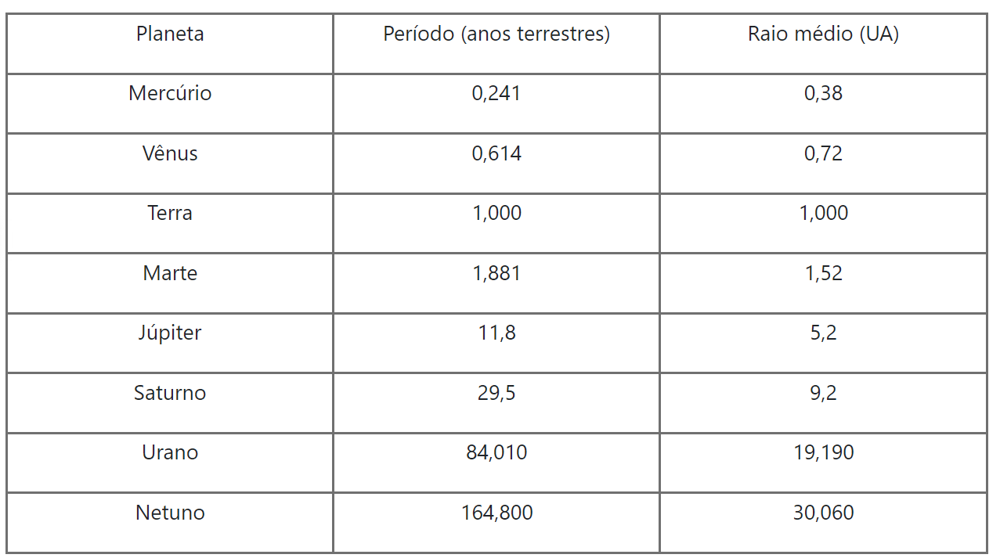 Planeta Período (anos terrestres) Raio médio (UA)
Mercúrio 0,241 0,38
Vênus 0,614 0,72
Terra 1,000 1,000
Marte 1,881 1,52
Júpiter 11,8 5,2
Saturno 29,5 9,2
Urano 84,010 19,190
Netuno 164,800 30,060